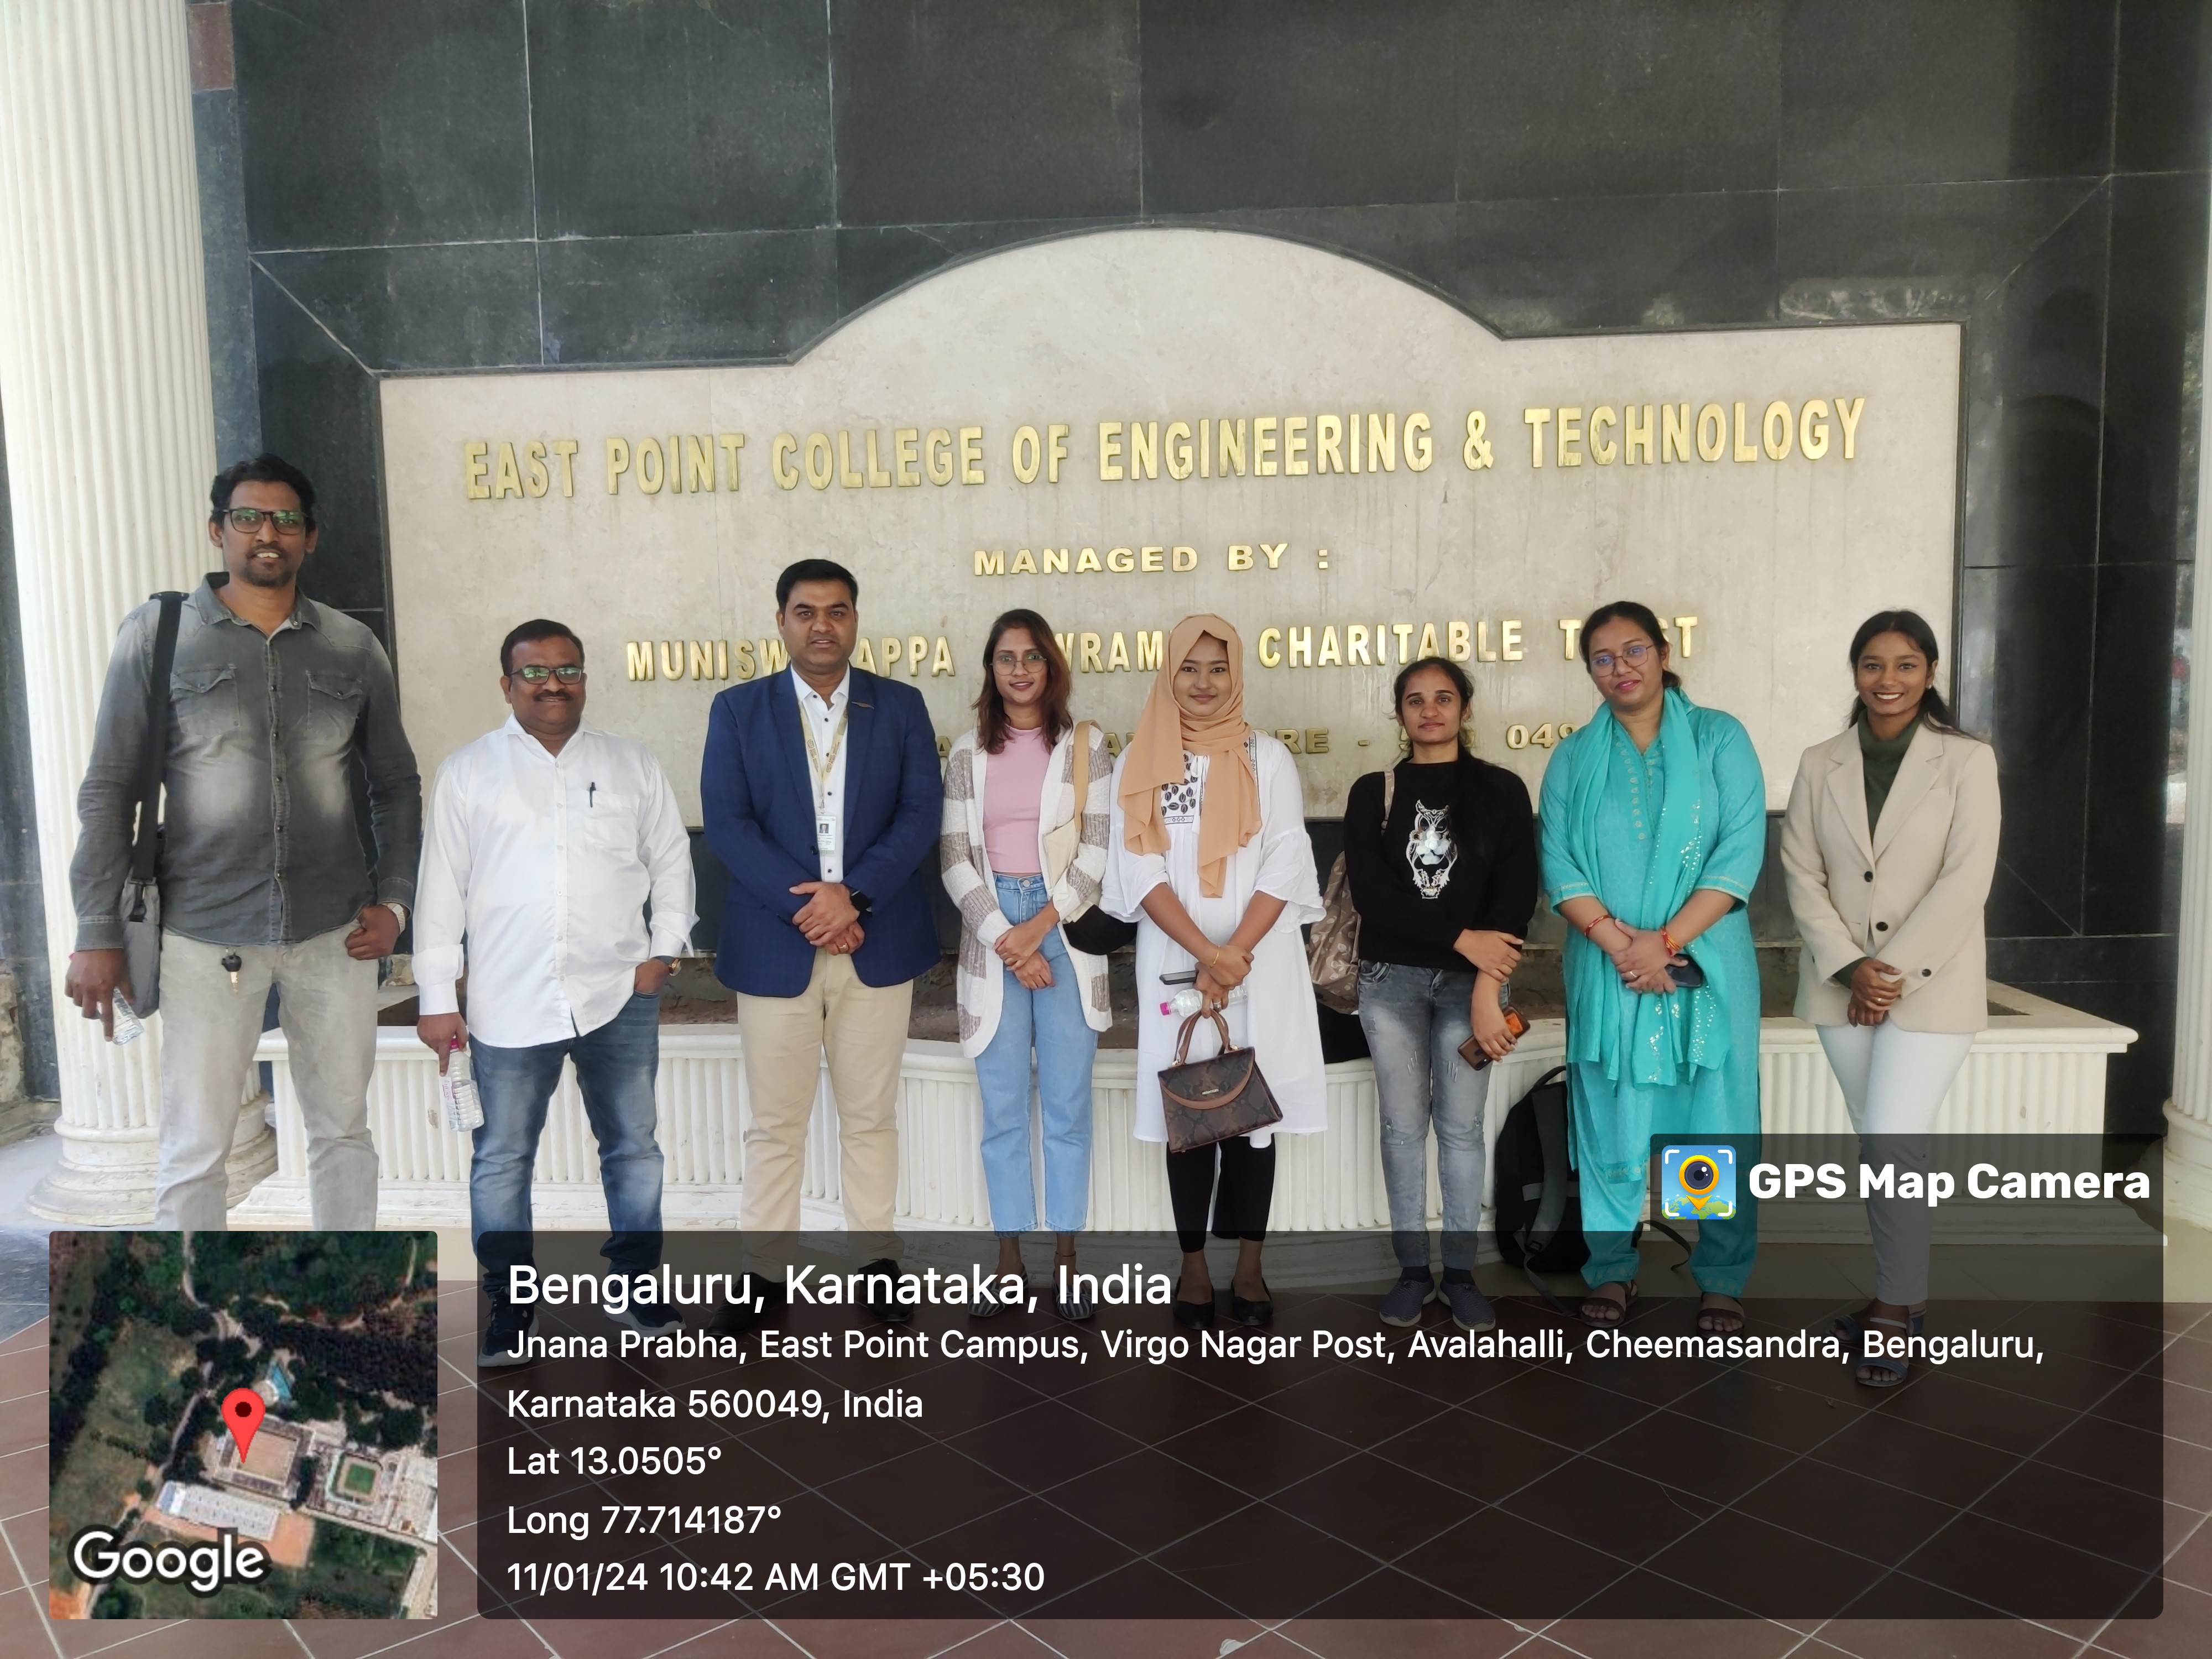 EAST POINT COLLEGE OF ENGINEERING & TECHNOLOGY
MANAGED BY :
CHARITABLE
049
GPS Map Camera
Bengaluru, Karnataka, India
Jnana Prabha, East Point Campus, Virgo Nagar Post, Avalahalli, Cheemasandra, Bengaluru,
Karnataka 560049, India
Lat 13.0505°
Long 77.714187°
11/01/24 10:42 AM GMT +05:30
Google